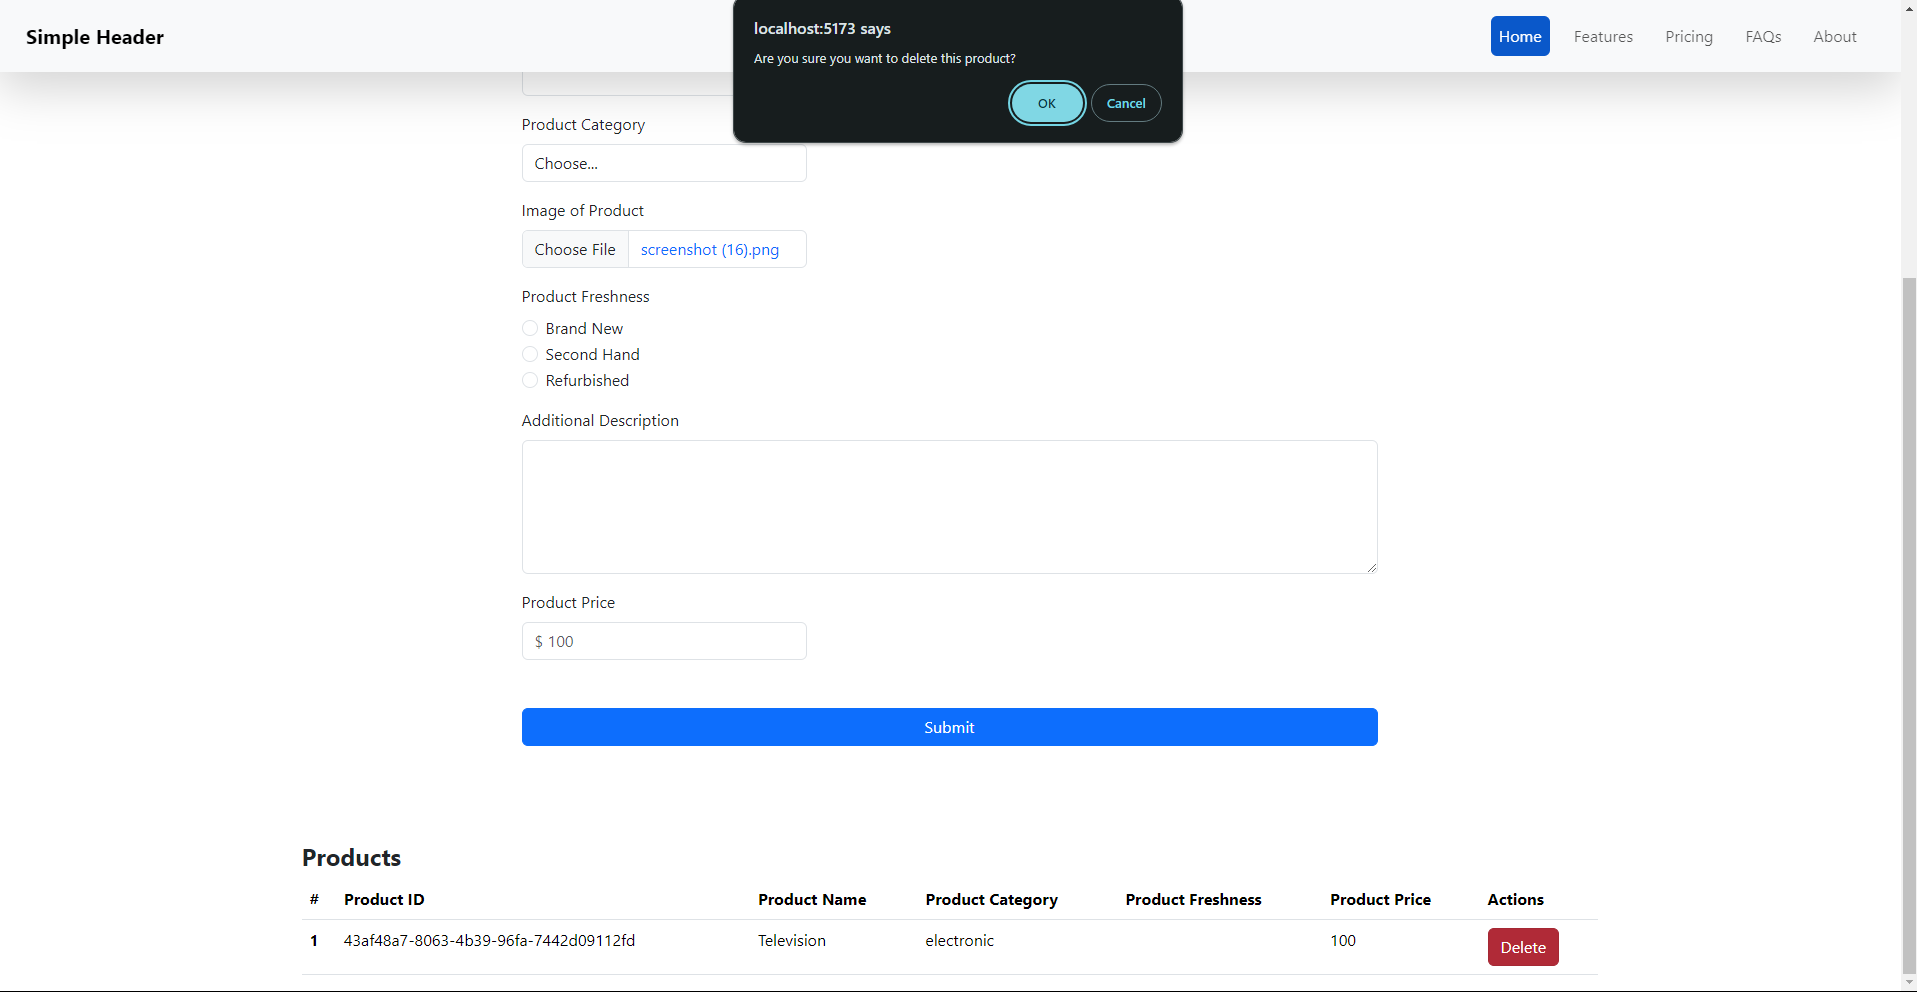 Simple Header
Home Features Pricing FAQs About
localhost:5173 says
Are you sure you want to delete this product?
OK Cancel
Product Category
Choose...
Image of Product
Choose File screenshot (16).png
Product Freshness
Brand New
Second Hand
Refurbished
Additional Description
Product Price
$ 100
Submit
Products
# Product ID Product Name Product Category Product Freshness Product Price Actions
1 43af48a7-8063-4b39-96fa-7442d09112fd Television electronic 100 Delete